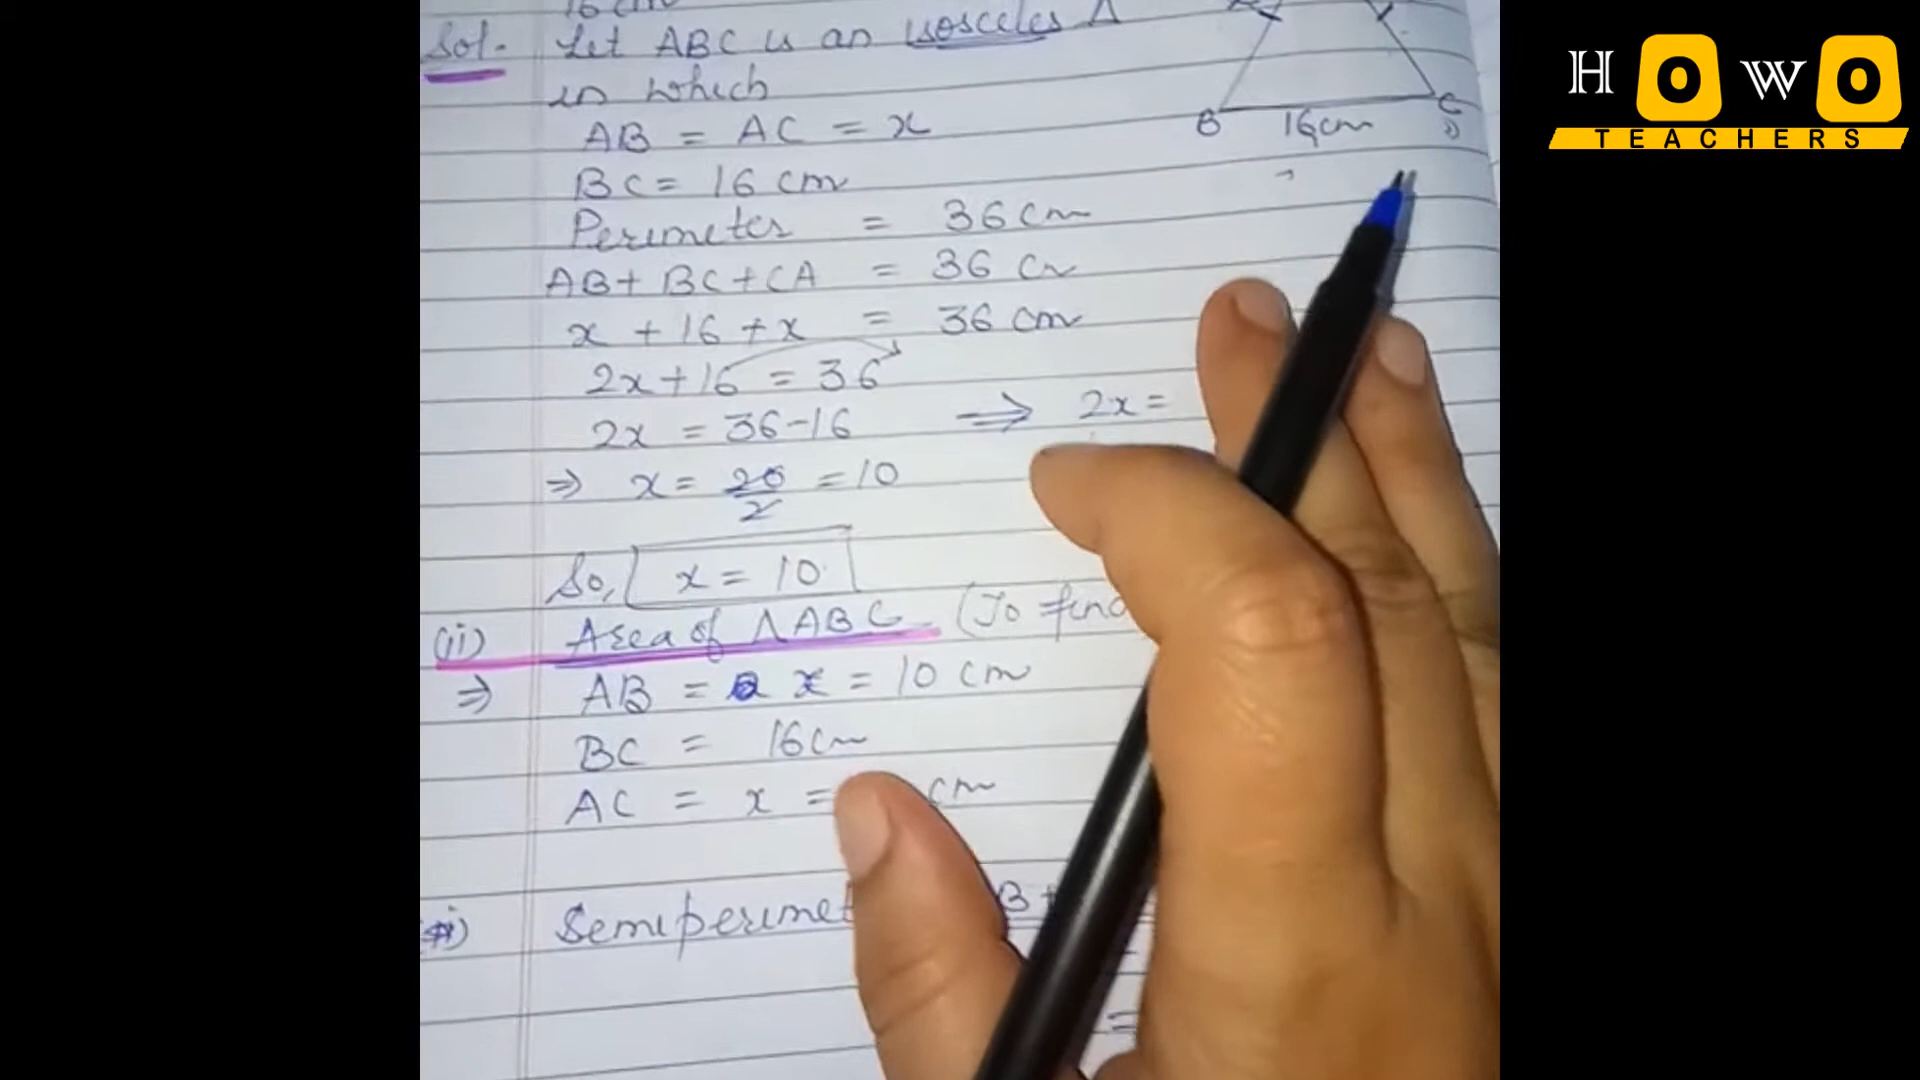 16 cm
Sol. Let ABC is an isosceles Δ
in which
AB = AC = x
BC = 16 cm
Perimeter = 36 cm
AB + BC + CA = 36 cm
x + 16 + x = 36 cm
2x + 16 = 36
2x = 36 - 16 ⇒ 2x =
⇒ x = 20/2 = 10
So, x = 10
(ii) Area of ΔABC (To find
⇒ AB = x = 10 cm
BC = 16 cm
AC = x = cm
Semiperimet B +
=
B 16 cm C
HOWO
TEACHERS